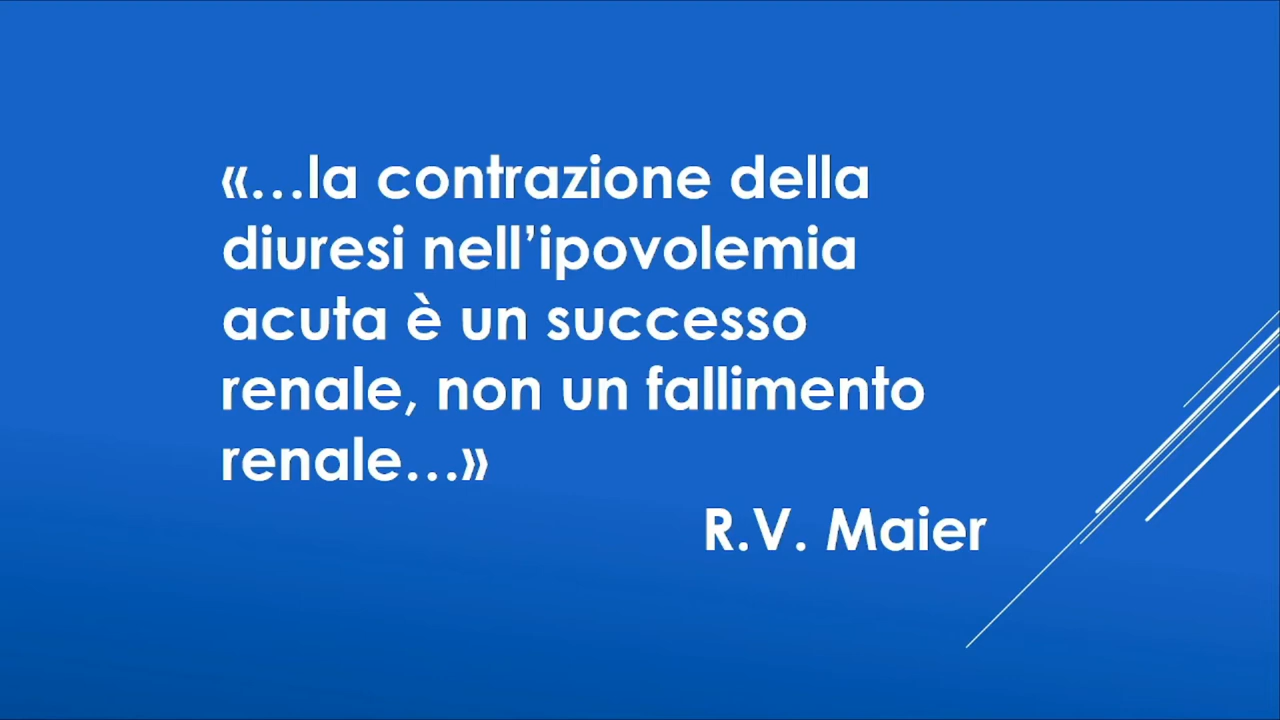 «…la contrazione della
diuresi nell’ipovolemia
acuta è un successo
renale, non un fallimento
renale…»
R.V. Maier